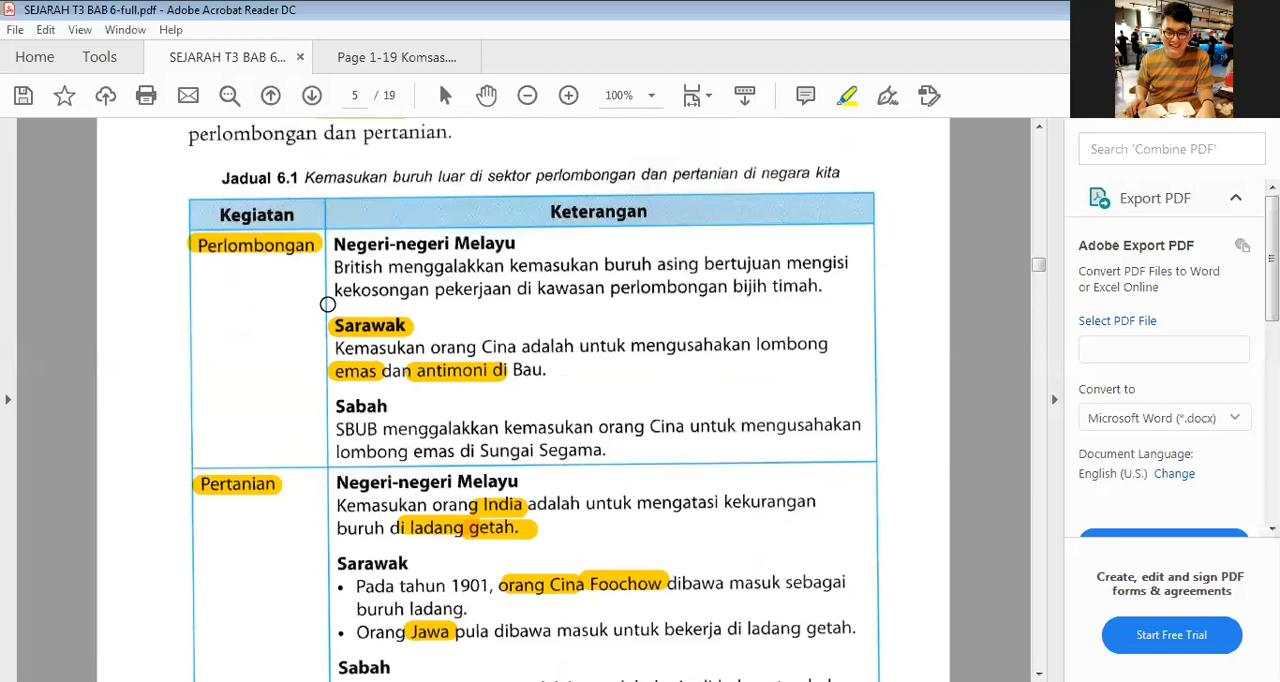 SEJARAH T3 BAB 6-full.pdf - Adobe Acrobat Reader DC
File Edit View Window Help
Home Tools SEJARAH T3 BAB 6... × Page 1-19 Komsas....
5 / 19 100%
perlombongan dan pertanian.
Jadual 6.1 Kemasukan buruh luar di sektor perlombongan dan pertanian di negara kita
Kegiatan Keterangan
Perlombongan Negeri-negeri Melayu
British menggalakkan kemasukan buruh asing bertujuan mengisi
kekosongan pekerjaan di kawasan perlombongan bijih timah.
Sarawak
Kemasukan orang Cina adalah untuk mengusahakan lombong
emas dan antimoni di Bau.
Sabah
SBUB menggalakkan kemasukan orang Cina untuk mengusahakan
lombong emas di Sungai Segama.
Pertanian Negeri-negeri Melayu
Kemasukan orang India adalah untuk mengatasi kekurangan
buruh di ladang getah.
Sarawak
• Pada tahun 1901, orang Cina Foochow dibawa masuk sebagai
buruh ladang.
• Orang Jawa pula dibawa masuk untuk bekerja di ladang getah.
Sabah
Search 'Combine PDF'
Export PDF
Adobe Export PDF
Convert PDF Files to Word
or Excel Online
Select PDF File
Convert to
Microsoft Word (*.docx)
Document Language:
English (U.S.) Change
Create, edit and sign PDF
forms & agreements
Start Free Trial